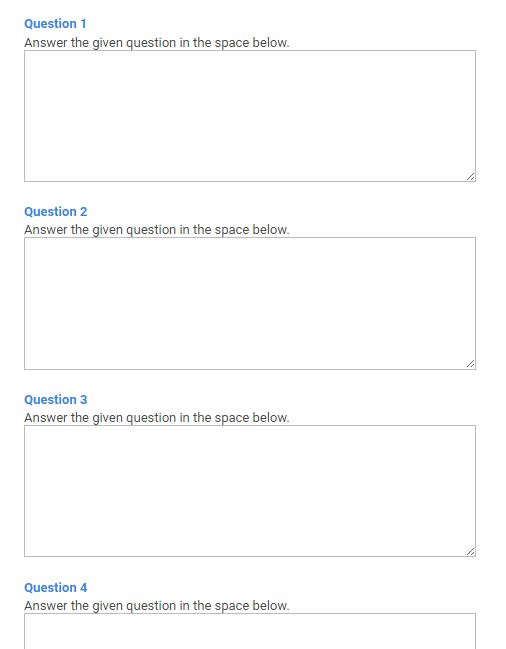 Question 1
Answer the given question in the space below.
Question 2
Answer the given question in the space below.
Question 3
Answer the given question in the space below.
Question 4
Answer the given question in the space below.